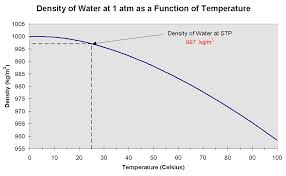 Density of Water at 1 atm as a Function of Temperature
1005
1000
995
990
985
980
975
970
965
960
955
Density (kg/m³)
Density of Water at STP
997 kg/m³
0 10 20 30 40 50 60 70 80 90 100
Temperature (Celsius)